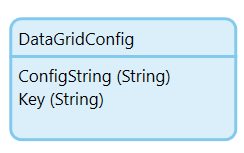 DataGridConfig
ConfigString (String)
Key (String)